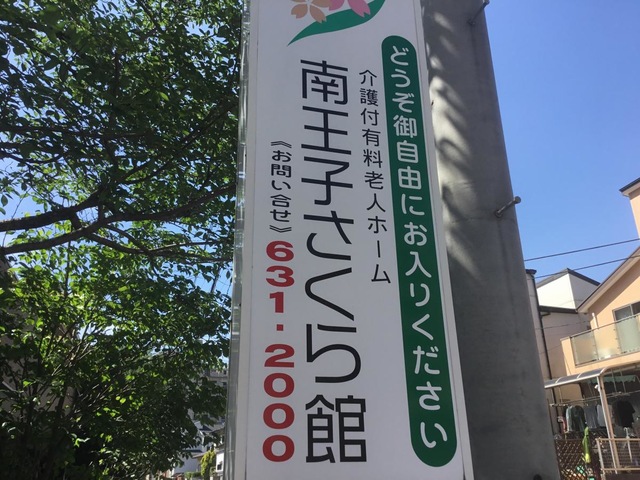 どうぞ御自由にお入りください
介護付有料老人ホーム
南王子さくら館
《お問い合せ》631-2000